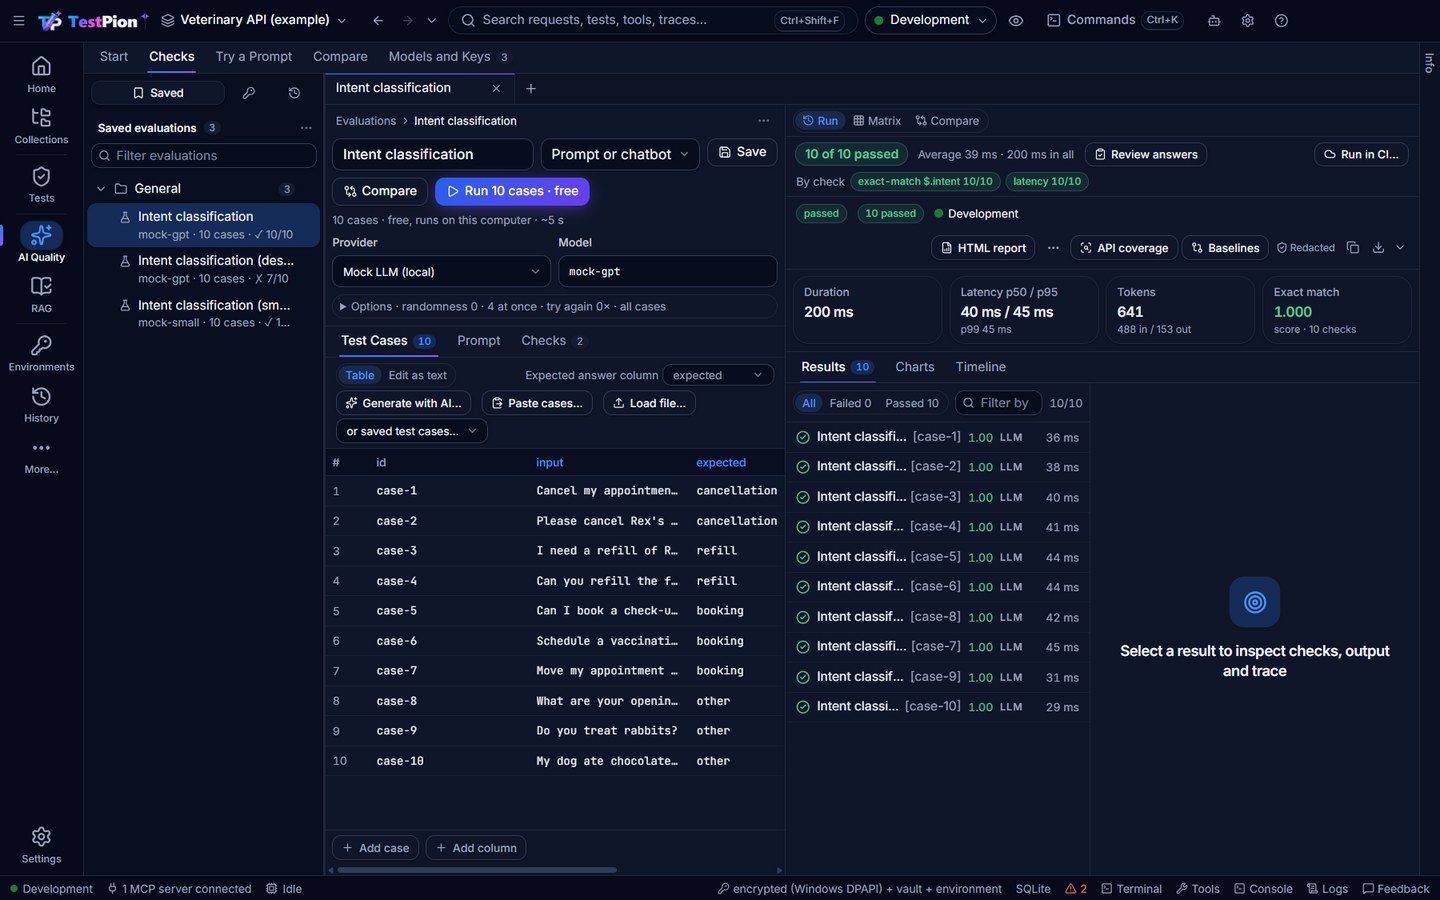 TestPion
Veterinary API (example)
Search requests, tests, tools, traces...
Ctrl+Shift+F
Development
Commands
Ctrl+K
Home
Collections
Tests
AI Quality
RAG
Environments
History
More...
Settings
Start
Checks
Try a Prompt
Compare
Models and Keys 3
Info
Saved
Saved evaluations 3
Filter evaluations
General 3
Intent classification
mock-gpt · 10 cases · ✓ 10/10
Intent classification (des...
mock-gpt · 10 cases · ✗ 7/10
Intent classification (sm...
mock-small · 10 cases · ✓ 1...
Intent classification
Evaluations > Intent classification
Intent classification
Prompt or chatbot
Save
Compare
Run 10 cases · free
10 cases · free, runs on this computer · ~5 s
Provider
Model
Mock LLM (local)
mock-gpt
Options · randomness 0 · 4 at once · try again 0× · all cases
Test Cases 10
Prompt
Checks 2
Table
Edit as text
Expected answer column
expected
Generate with AI...
Paste cases...
Load file...
or saved test cases...
# id input expected
1 case-1 Cancel my appointmen… cancellation
2 case-2 Please cancel Rex's … cancellation
3 case-3 I need a refill of R… refill
4 case-4 Can you refill the f… refill
5 case-5 Can I book a check-u… booking
6 case-6 Schedule a vaccinati… booking
7 case-7 Move my appointment … booking
8 case-8 What are your openin… other
9 case-9 Do you treat rabbits? other
10 case-10 My dog ate chocolate… other
Add case
Add column
Run
Matrix
Compare
10 of 10 passed
Average 39 ms · 200 ms in all
Review answers
Run in CI...
By check
exact-match $.intent 10/10
latency 10/10
passed
10 passed
Development
HTML report
API coverage
Baselines
Redacted
Duration
200 ms
Latency p50 / p95
40 ms / 45 ms
p99 45 ms
Tokens
641
488 in / 153 out
Exact match
1.000
score · 10 checks
Results 10
Charts
Timeline
All
Failed 0
Passed 10
Filter by
10/10
Intent classifi... [case-1] 1.00 LLM 36 ms
Intent classifi... [case-2] 1.00 LLM 38 ms
Intent classifi... [case-3] 1.00 LLM 40 ms
Intent classif... [case-4] 1.00 LLM 41 ms
Intent classifi... [case-5] 1.00 LLM 44 ms
Intent classif... [case-6] 1.00 LLM 44 ms
Intent classif... [case-8] 1.00 LLM 42 ms
Intent classifi... [case-7] 1.00 LLM 45 ms
Intent classif... [case-9] 1.00 LLM 31 ms
Intent classi... [case-10] 1.00 LLM 29 ms
Select a result to inspect checks, output
and trace
Development
1 MCP server connected
Idle
encrypted (Windows DPAPI) + vault + environment
SQLite
2
Terminal
Tools
Console
Logs
Feedback